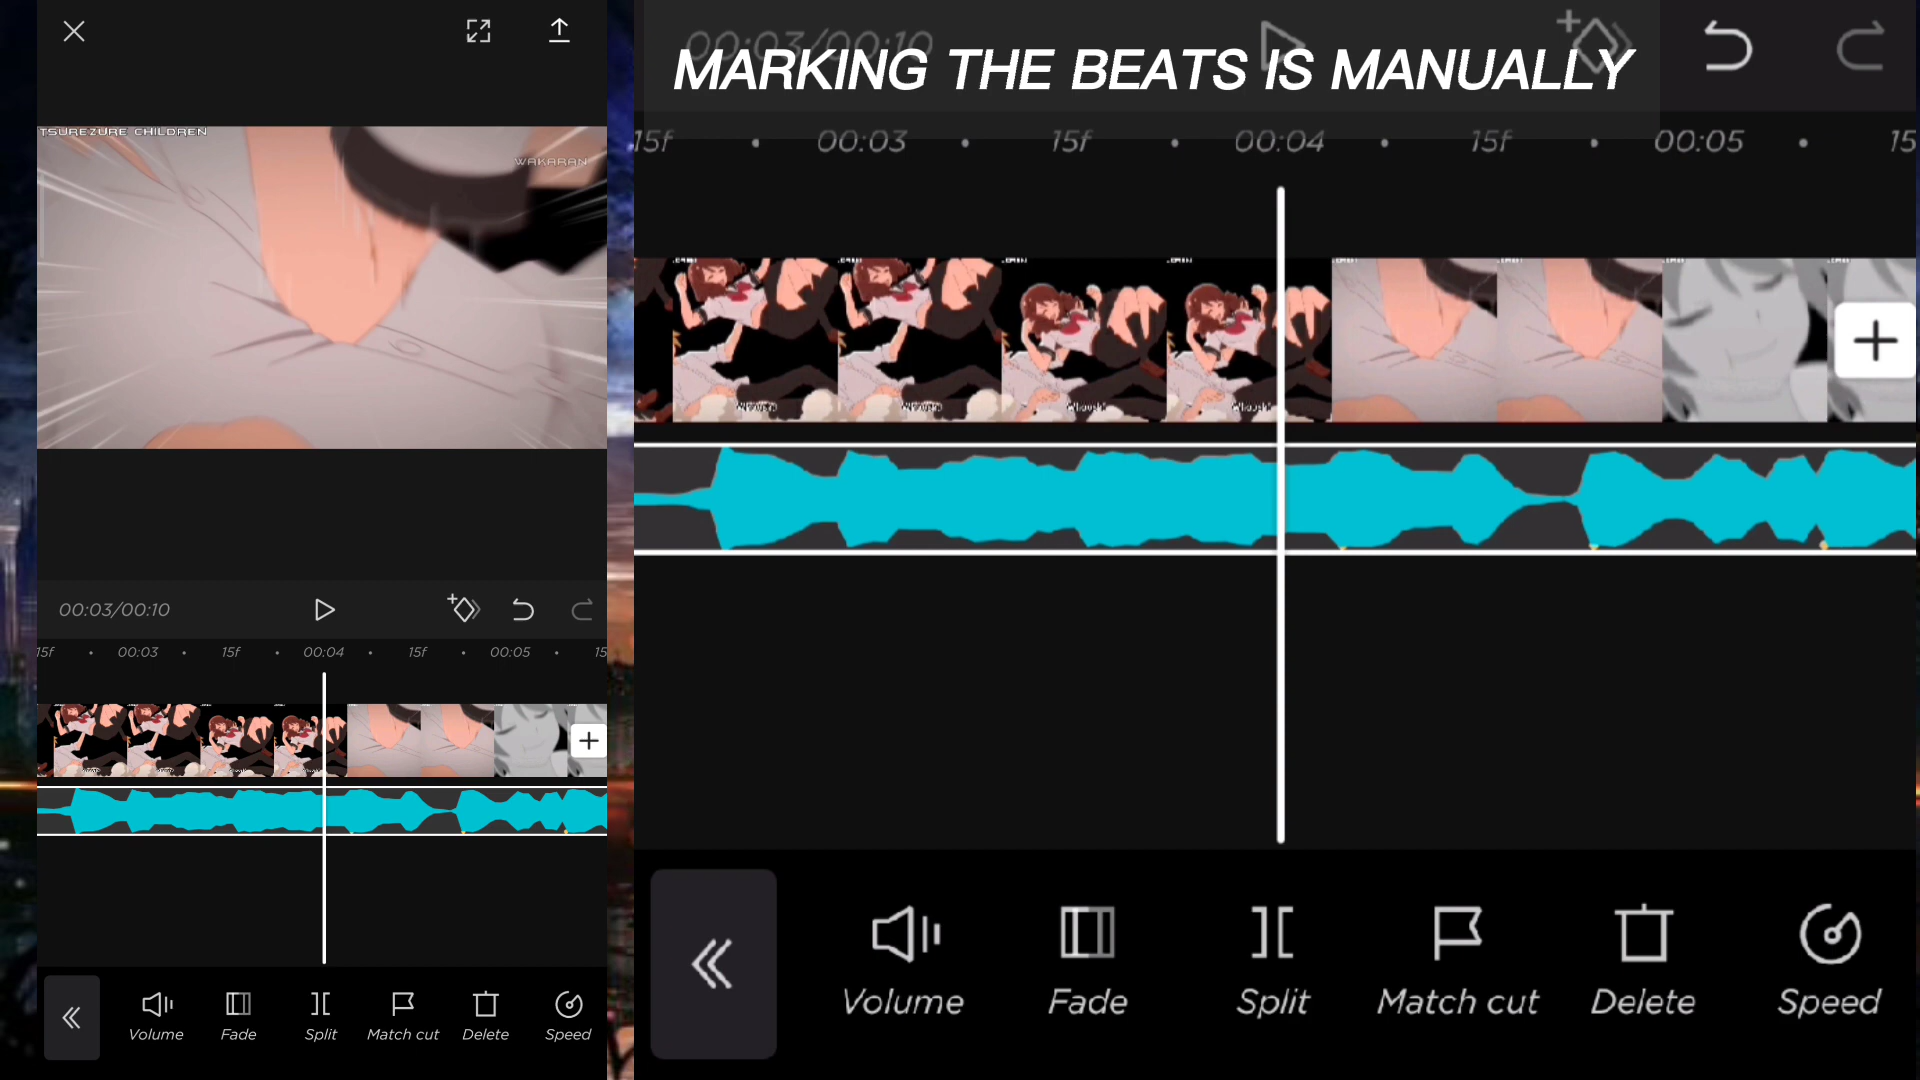 TSUREZURE CHILDREN
WAKARAN
00:03/00:10
15f 00:03 15f 00:04 15f 00:05 15
Volume Fade Split Match cut Delete Speed
00:03/00:10
MARKING THE BEATS IS MANUALLY
15f 00:03 15f 00:04 15f 00:05 15
Volume Fade Split Match cut Delete Speed